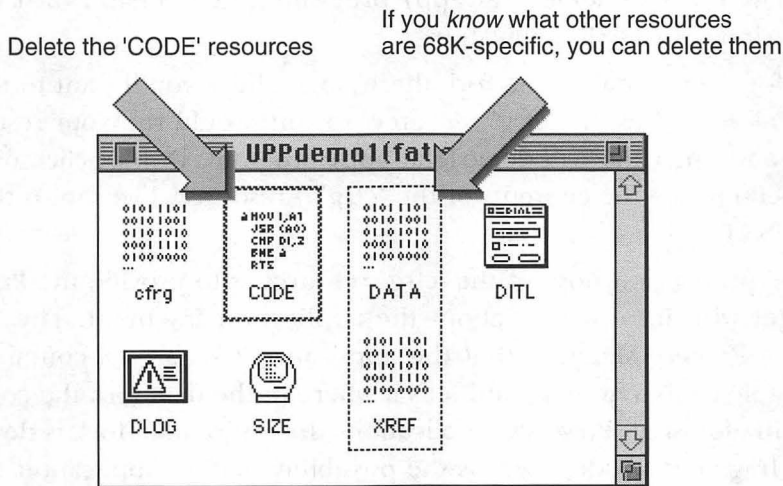 If you know what other resources
Delete the 'CODE' resources
are 68K-specific, you can delete them
UPPdemo1(fat
cfrg
CODE
DATA
DITL
DLOG
SIZE
XREF